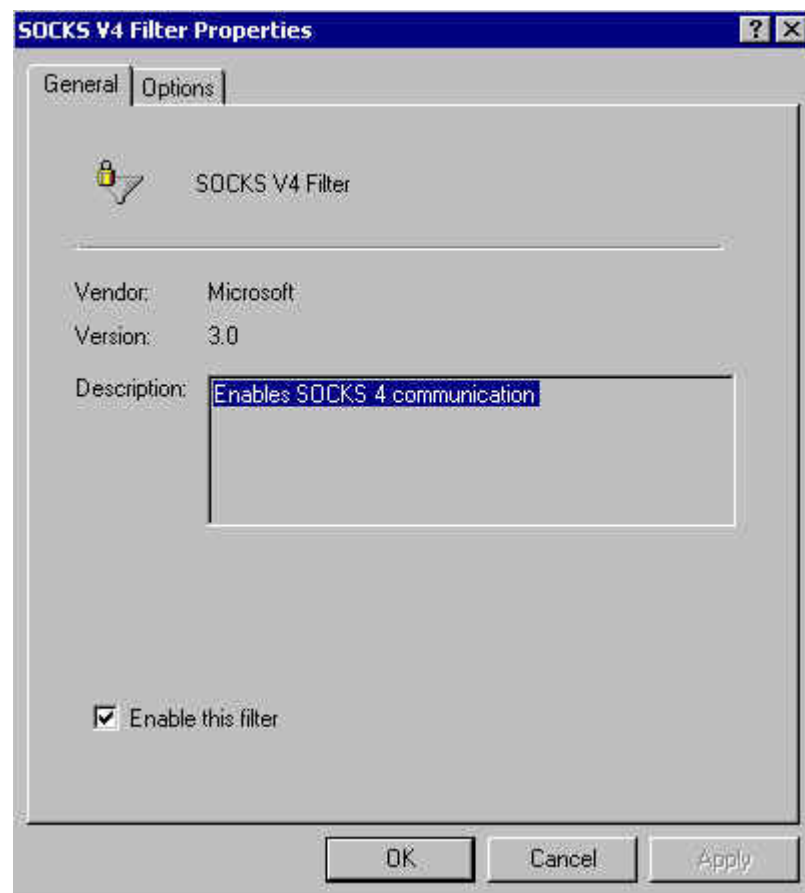 SOCKS V4 Filter Properties
General
Options
SOCKS V4 Filter
Vendor: Microsoft
Version: 3.0
Description: Enables SOCKS 4 communication
Enable this filter
OK
Cancel
Apply